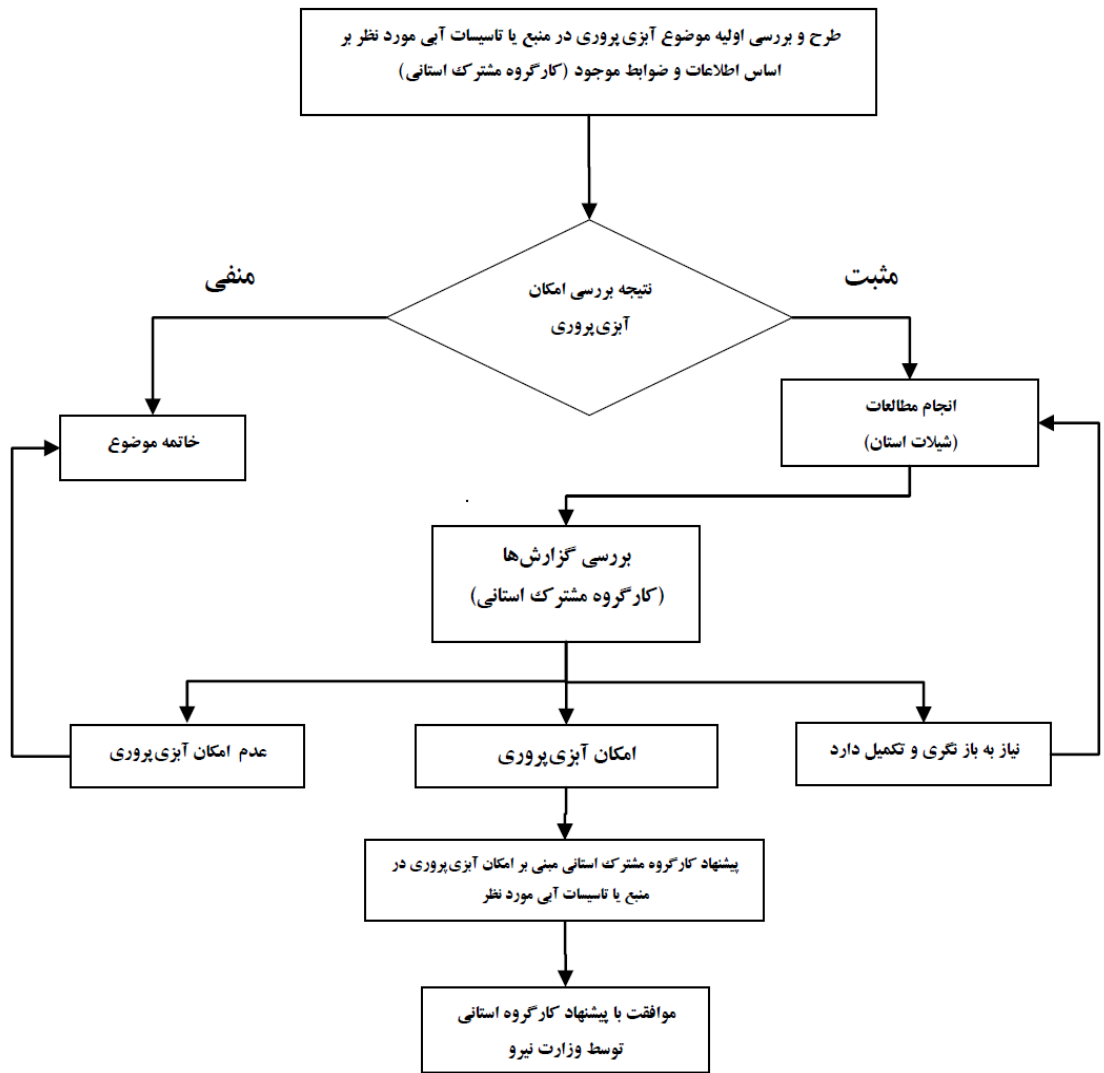 طرح و بررسی اولیه موضوع آبزی پروری در منبع یا تاسیسات آبی مورد نظر بر
اساس اطلاعات و ضوابط موجود (کارگروه مشترک استانی)
مثبت
منفی
نتیجه بررسی امکان
آبزی‌پروری
انجام مطالعات
(شیلات استان)
خاتمه موضوع
بررسی گزارش‌ها
(کارگروه مشترک استانی)
نیاز به باز نگری و تکمیل دارد
امکان آبزی‌پروری
عدم امکان آبزی‌پروری
پیشنهاد کارگروه مشترک استانی مبنی بر امکان آبزی‌پروری در
منبع یا تاسیسات آبی مورد نظر
موافقت با پیشنهاد کارگروه استانی
توسط وزارت نیرو